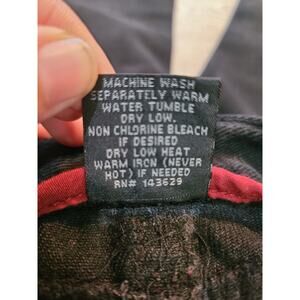 MACHINE WASH
SEPARATELY WARM
WATER TUMBLE
DRY LOW.
NON CHLORINE BLEACH
IF DESIRED
DRY LOW HEAT
WARM IRON (NEVER
HOT) IF NEEDED
RN# 143629